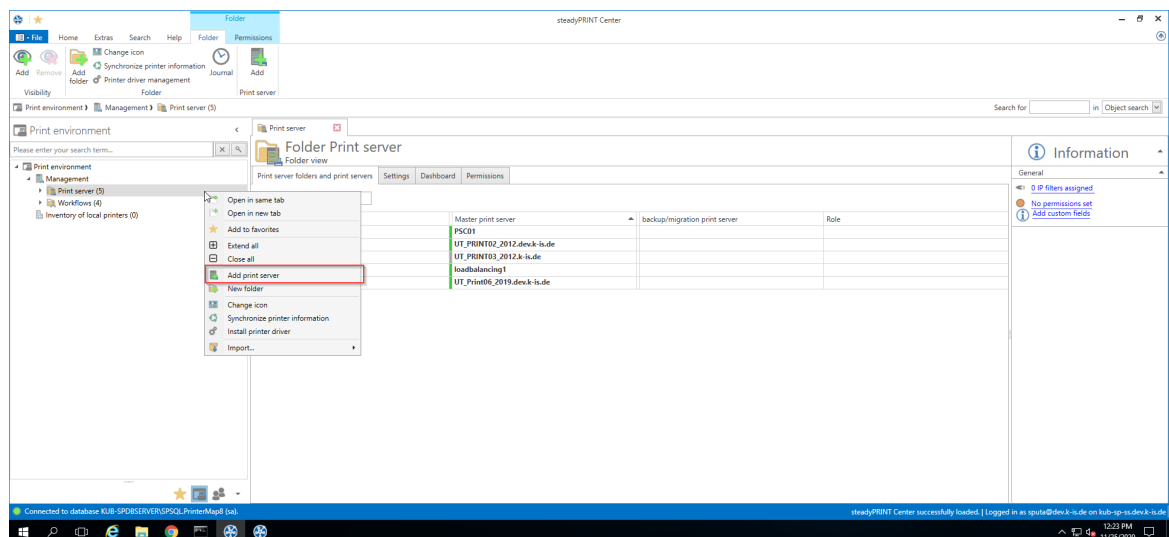 Folder
steadyPRINT Center
File Home Extras Search Help Folder Permissions
Add Remove Add folder Change icon Synchronize printer information Printer driver management Journal Add
Visibility Folder Print server
Print environment Management Print server (5) Search for in Object search
Print environment
Please enter your search term...
Print environment
Management
Print server (5)
Workflows (4)
Inventory of local printers (0)
Open in same tab
Open in new tab
Add to favorites
Extend all
Close all
Add print server
New folder
Change icon
Synchronize printer information
Install printer driver
Import...
Print server
Folder Print server
Folder view
Print server folders and print servers Settings Dashboard Permissions
Master print server backup/migration print server Role
PSC01
UT_PRINT02_2012.dev.k-is.de
UT_PRINT03_2012.k-is.de
loadbalancing1
UT_Print06_2019.dev.k-is.de
Information
General
0 IP filters assigned
No permissions set
Add custom fields
Connected to database KUB-SPDBSERVER\SPSQL.PrinterMap8 (sa). steadyPRINT Center successfully loaded. | Logged in as sputa@dev.k-is.de on kub-sp-ss.dev.k-is.de
12:23 PM